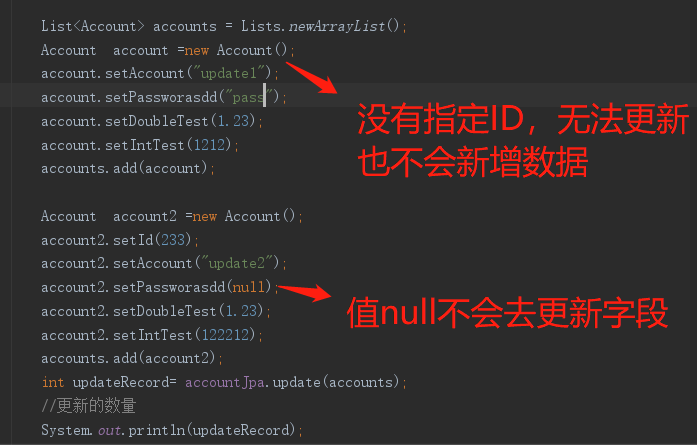 List<Account> accounts = Lists.newArrayList();
Account  account =new Account();
account.setAccount("update1");
account.setPassworasdd("pass");
account.setDoubleTest(1.23);
account.setIntTest(1212);
accounts.add(account);
没有指定ID，无法更新
也不会新增数据
Account  account2 =new Account();
account2.setId(233);
account2.setAccount("update2");
account2.setPassworasdd(null);
account2.setDoubleTest(1.23);
account2.setIntTest(122212);
accounts.add(account2);
值null不会去更新字段
int updateRecord= accountJpa.update(accounts);
//更新的数量
System.out.println(updateRecord);